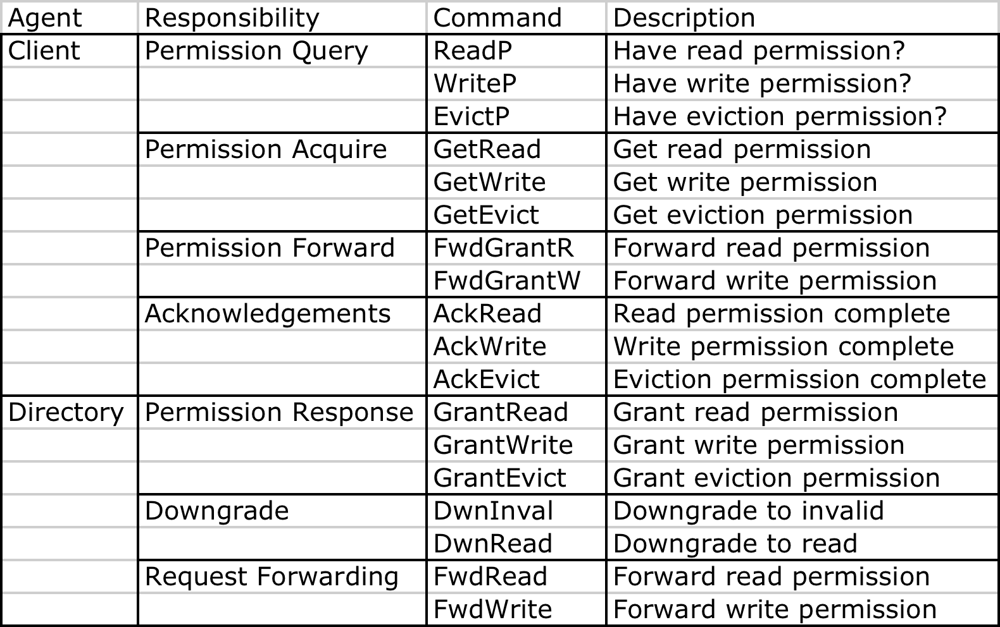 Agent Responsibility Command Description
Client Permission Query ReadP Have read permission?
WriteP Have write permission?
EvictP Have eviction permission?
Permission Acquire GetRead Get read permission
GetWrite Get write permission
GetEvict Get eviction permission
Permission Forward FwdGrantR Forward read permission
FwdGrantW Forward write permission
Acknowledgements AckRead Read permission complete
AckWrite Write permission complete
AckEvict Eviction permission complete
Directory Permission Response GrantRead Grant read permission
GrantWrite Grant write permission
GrantEvict Grant eviction permission
Downgrade DwnInval Downgrade to invalid
DwnRead Downgrade to read
Request Forwarding FwdRead Forward read permission
FwdWrite Forward write permission